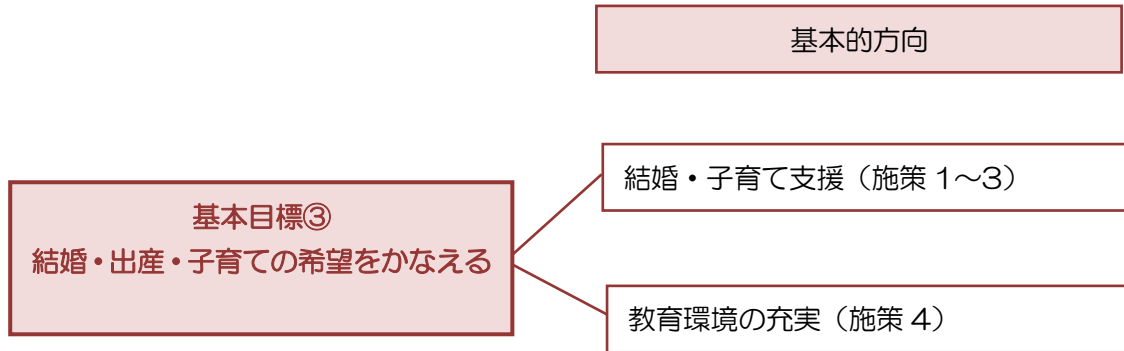 基本的方向
結婚・子育て支援（施策 1～3）
基本目標③
結婚・出産・子育ての希望をかなえる
教育環境の充実（施策 4）